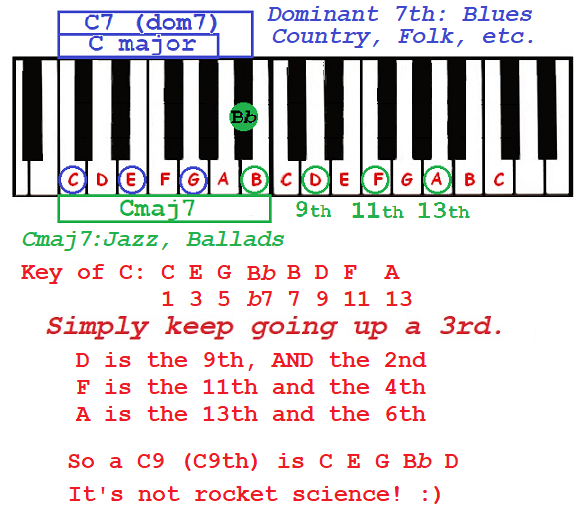 C7 (dom7)
C major
Dominant 7th: Blues
Country, Folk, etc.
Bb
C D E F G A B C D E F G A B C
Cmaj7
9th 11th 13th
Cmaj7:Jazz, Ballads
Key of C: C E G Bb B D F A
1 3 5 b7 7 9 11 13
Simply keep going up a 3rd.
D is the 9th, AND the 2nd
F is the 11th and the 4th
A is the 13th and the 6th
So a C9 (C9th) is C E G Bb D
It's not rocket science! :)